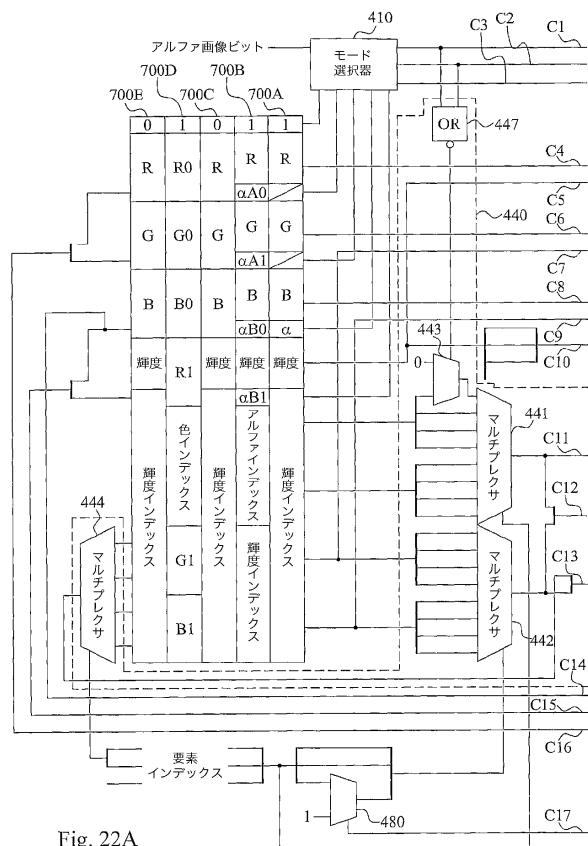 410
C1
C2
C3
アルファ画像ビット
モード
選択器
700D
700B
700E
700C
700A
0 1 0 1 1
OR
447
R R0 R R R
C4
αA0
C5
440
G G0 G G G
C6
αA1
C7
B B0 B B B
C8
αB0 α
C9
443
C10
輝度 R1 輝度 輝度 輝度
0
441
αB1
輝度インデックス
色インデックス
輝度インデックス
アルファインデックス
輝度インデックス
マルチプレクサ
C11
444
C12
マルチプレクサ
G1
輝度インデックス
マルチプレクサ
C13
B1
442
C14
C15
C16
要素
インデックス
1
480
C17
Fig. 22A